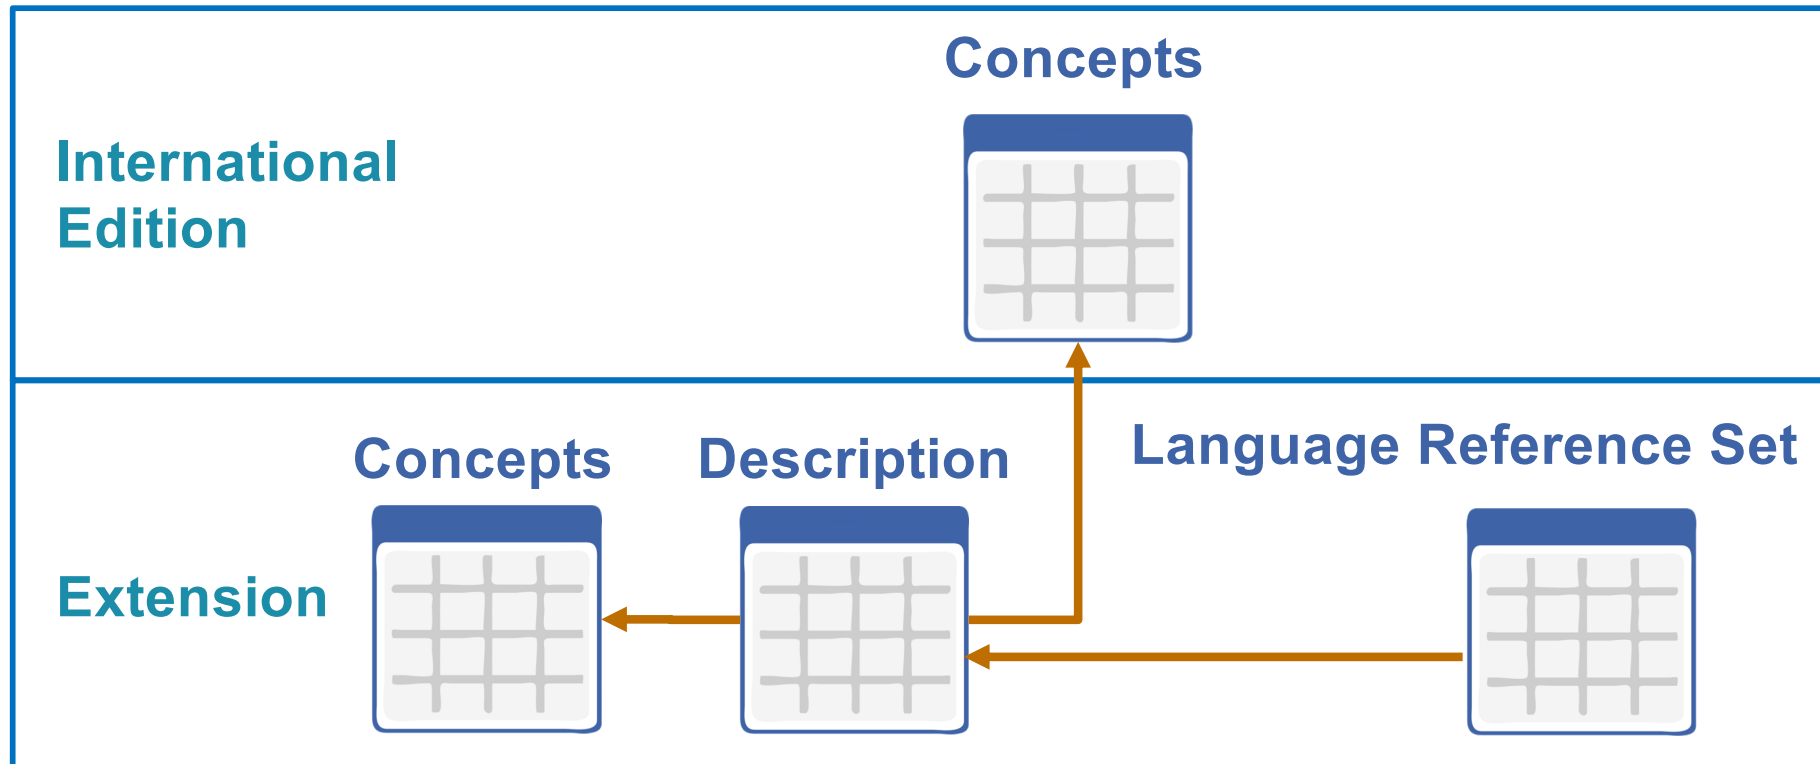 Concepts
International
Edition
Concepts
Description
Language Reference Set
Extension